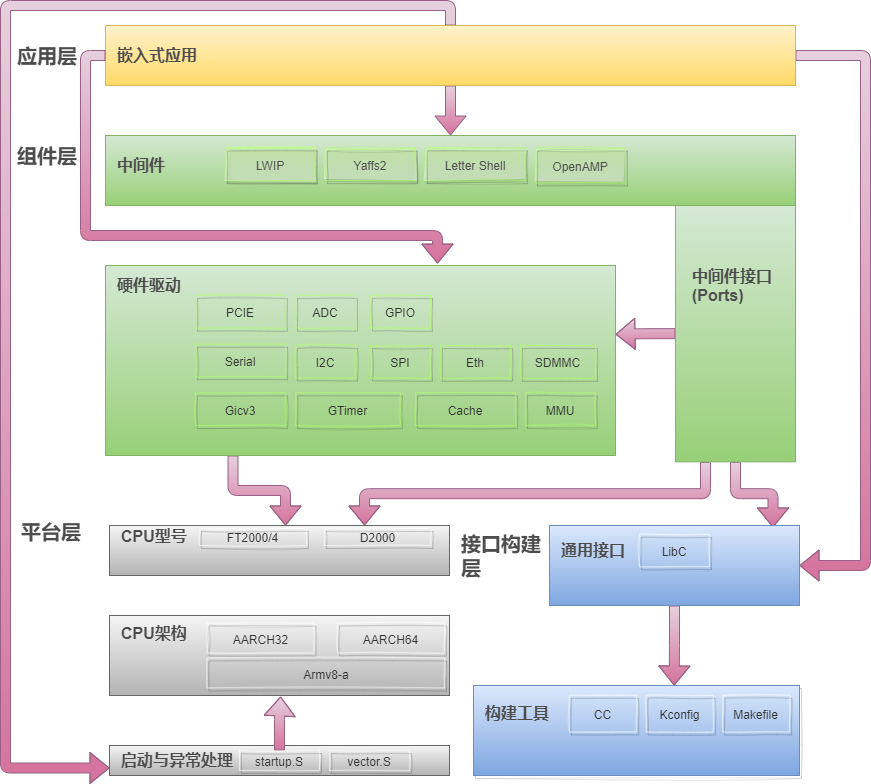 应用层
嵌入式应用
组件层
中间件
LWIP
Yaffs2
Letter Shell
OpenAMP
中间件接口
(Ports)
硬件驱动
PCIE
ADC
GPIO
Serial
I2C
SPI
Eth
SDMMC
Gicv3
GTimer
Cache
MMU
平台层
CPU型号
FT2000/4
D2000
接口构建
层
通用接口
LibC
CPU架构
AARCH32
AARCH64
Armv8-a
构建工具
CC
Kconfig
Makefile
启动与异常处理
startup.S
vector.S